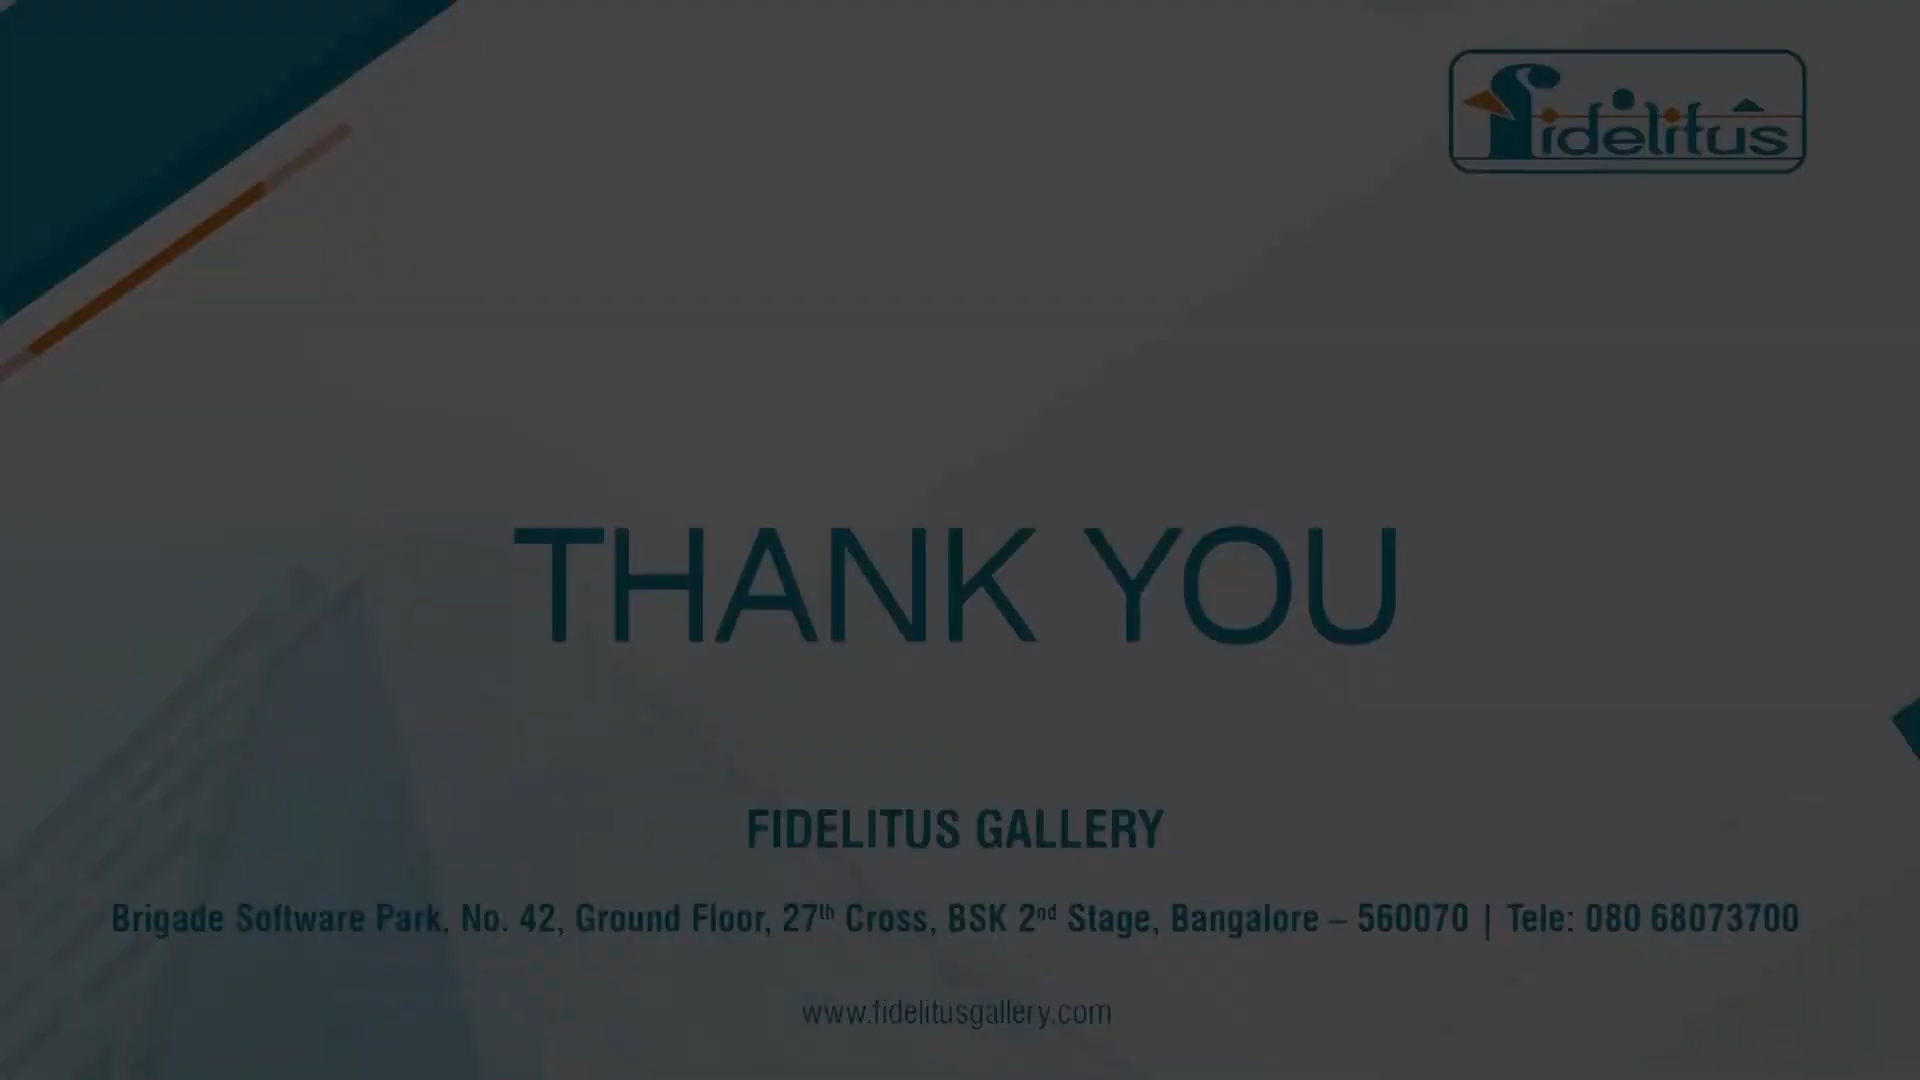 fidelitus
THANK YOU
FIDELITUS GALLERY
Brigade Software Park, No. 42, Ground Floor, 27th Cross, BSK 2nd Stage, Bangalore – 560070 | Tele: 080 68073700
www.fidelitusgallery.com